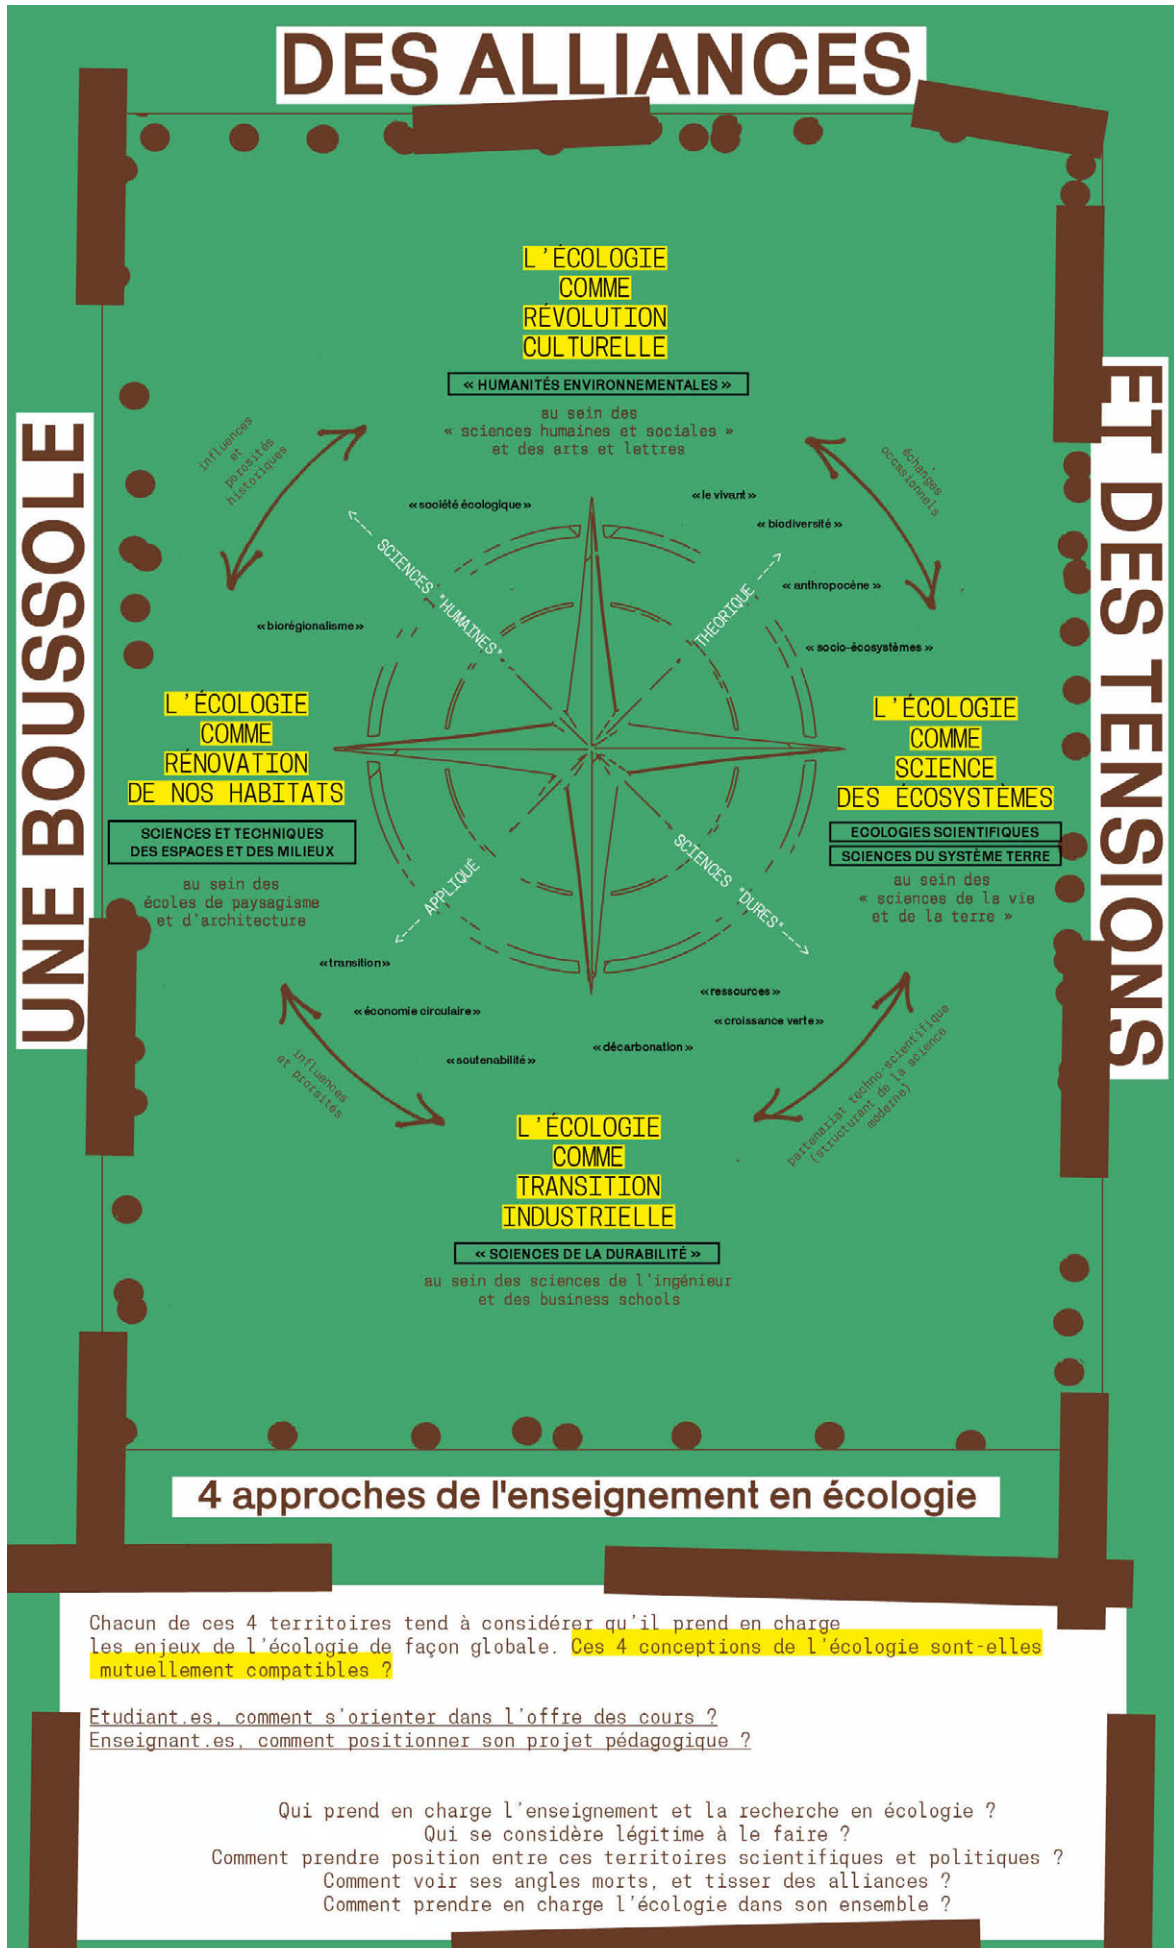 DES ALLIANCES
UNE BOUSSOLE
ET DES TENSIONS
L'ÉCOLOGIE
COMME
RÉVOLUTION
CULTURELLE
« HUMANITÉS ENVIRONNEMENTALES »
au sein des
« sciences humaines et sociales »
et des arts et lettres
influences
et
porosités
historiques
échanges
occasionnels
« société écologique »
« le vivant »
« biodiversité »
« anthropocène »
« socio-écosystèmes »
« biorégionalisme »
<---- SCIENCES "HUMAINES"
THÉORIQUE ---->
<---- APPLIQUÉ
SCIENCES "DURES"---->
L'ÉCOLOGIE
COMME
RÉNOVATION
DE NOS HABITATS
SCIENCES ET TECHNIQUES
DES ESPACES ET DES MILIEUX
au sein des
écoles de paysagisme
et d'architecture
L'ÉCOLOGIE
COMME
SCIENCE
DES ÉCOSYSTÈMES
ECOLOGIES SCIENTIFIQUES
SCIENCES DU SYSTÈME TERRE
au sein des
« sciences de la vie
et de la terre »
« transition »
« économie circulaire »
« soutenabilité »
« décarbonation »
« ressources »
« croissance verte »
influences
et prorsités
partenariat techno-scientifique
(structurant de la science
moderne)
L'ÉCOLOGIE
COMME
TRANSITION
INDUSTRIELLE
« SCIENCES DE LA DURABILITÉ »
au sein des sciences de l'ingénieur
et des business schools
4 approches de l'enseignement en écologie
Chacun de ces 4 territoires tend à considérer qu'il prend en charge
les enjeux de l'écologie de façon globale. Ces 4 conceptions de l'écologie sont-elles
mutuellement compatibles ?
Etudiant.es, comment s'orienter dans l'offre des cours ?
Enseignant.es, comment positionner son projet pédagogique ?
Qui prend en charge l'enseignement et la recherche en écologie ?
Qui se considère légitime à le faire ?
Comment prendre position entre ces territoires scientifiques et politiques ?
Comment voir ses angles morts, et tisser des alliances ?
Comment prendre en charge l'écologie dans son ensemble ?